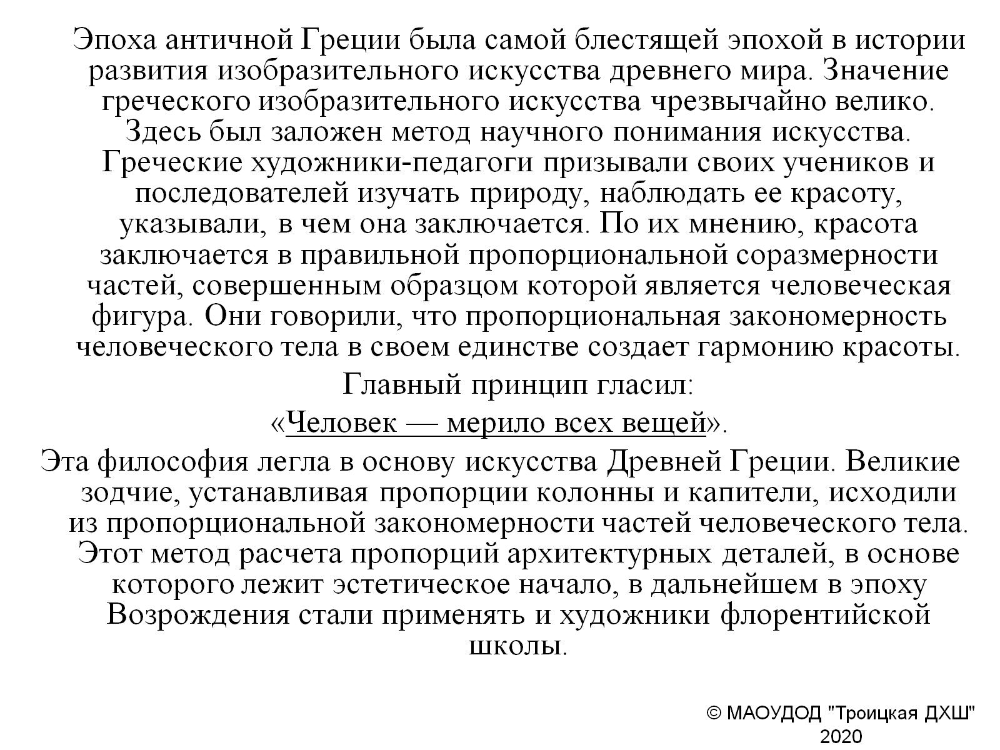 Эпоха античной Греции была самой блестящей эпохой в истории
развития изобразительного искусства древнего мира. Значение
греческого изобразительного искусства чрезвычайно велико.
Здесь был заложен метод научного понимания искусства.
Греческие художники-педагоги призывали своих учеников и
последователей изучать природу, наблюдать ее красоту,
указывали, в чем она заключается. По их мнению, красота
заключается в правильной пропорциональной соразмерности
частей, совершенным образцом которой является человеческая
фигура. Они говорили, что пропорциональная закономерность
человеческого тела в своем единстве создает гармонию красоты.
Главный принцип гласил:
«Человек — мерило всех вещей».
Эта философия легла в основу искусства Древней Греции. Великие
зодчие, устанавливая пропорции колонны и капители, исходили
из пропорциональной закономерности частей человеческого тела.
Этот метод расчета пропорций архитектурных деталей, в основе
которого лежит эстетическое начало, в дальнейшем в эпоху
Возрождения стали применять и художники флорентийской
школы.
© МАОУДОД "Троицкая ДХШ"
2020